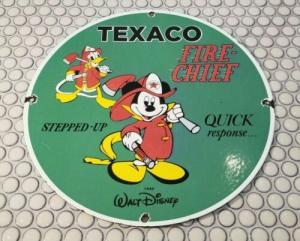 TEXACO
FIRE-
CHIEF
STEPPED-UP
QUICK
response...
WALT DISNEY